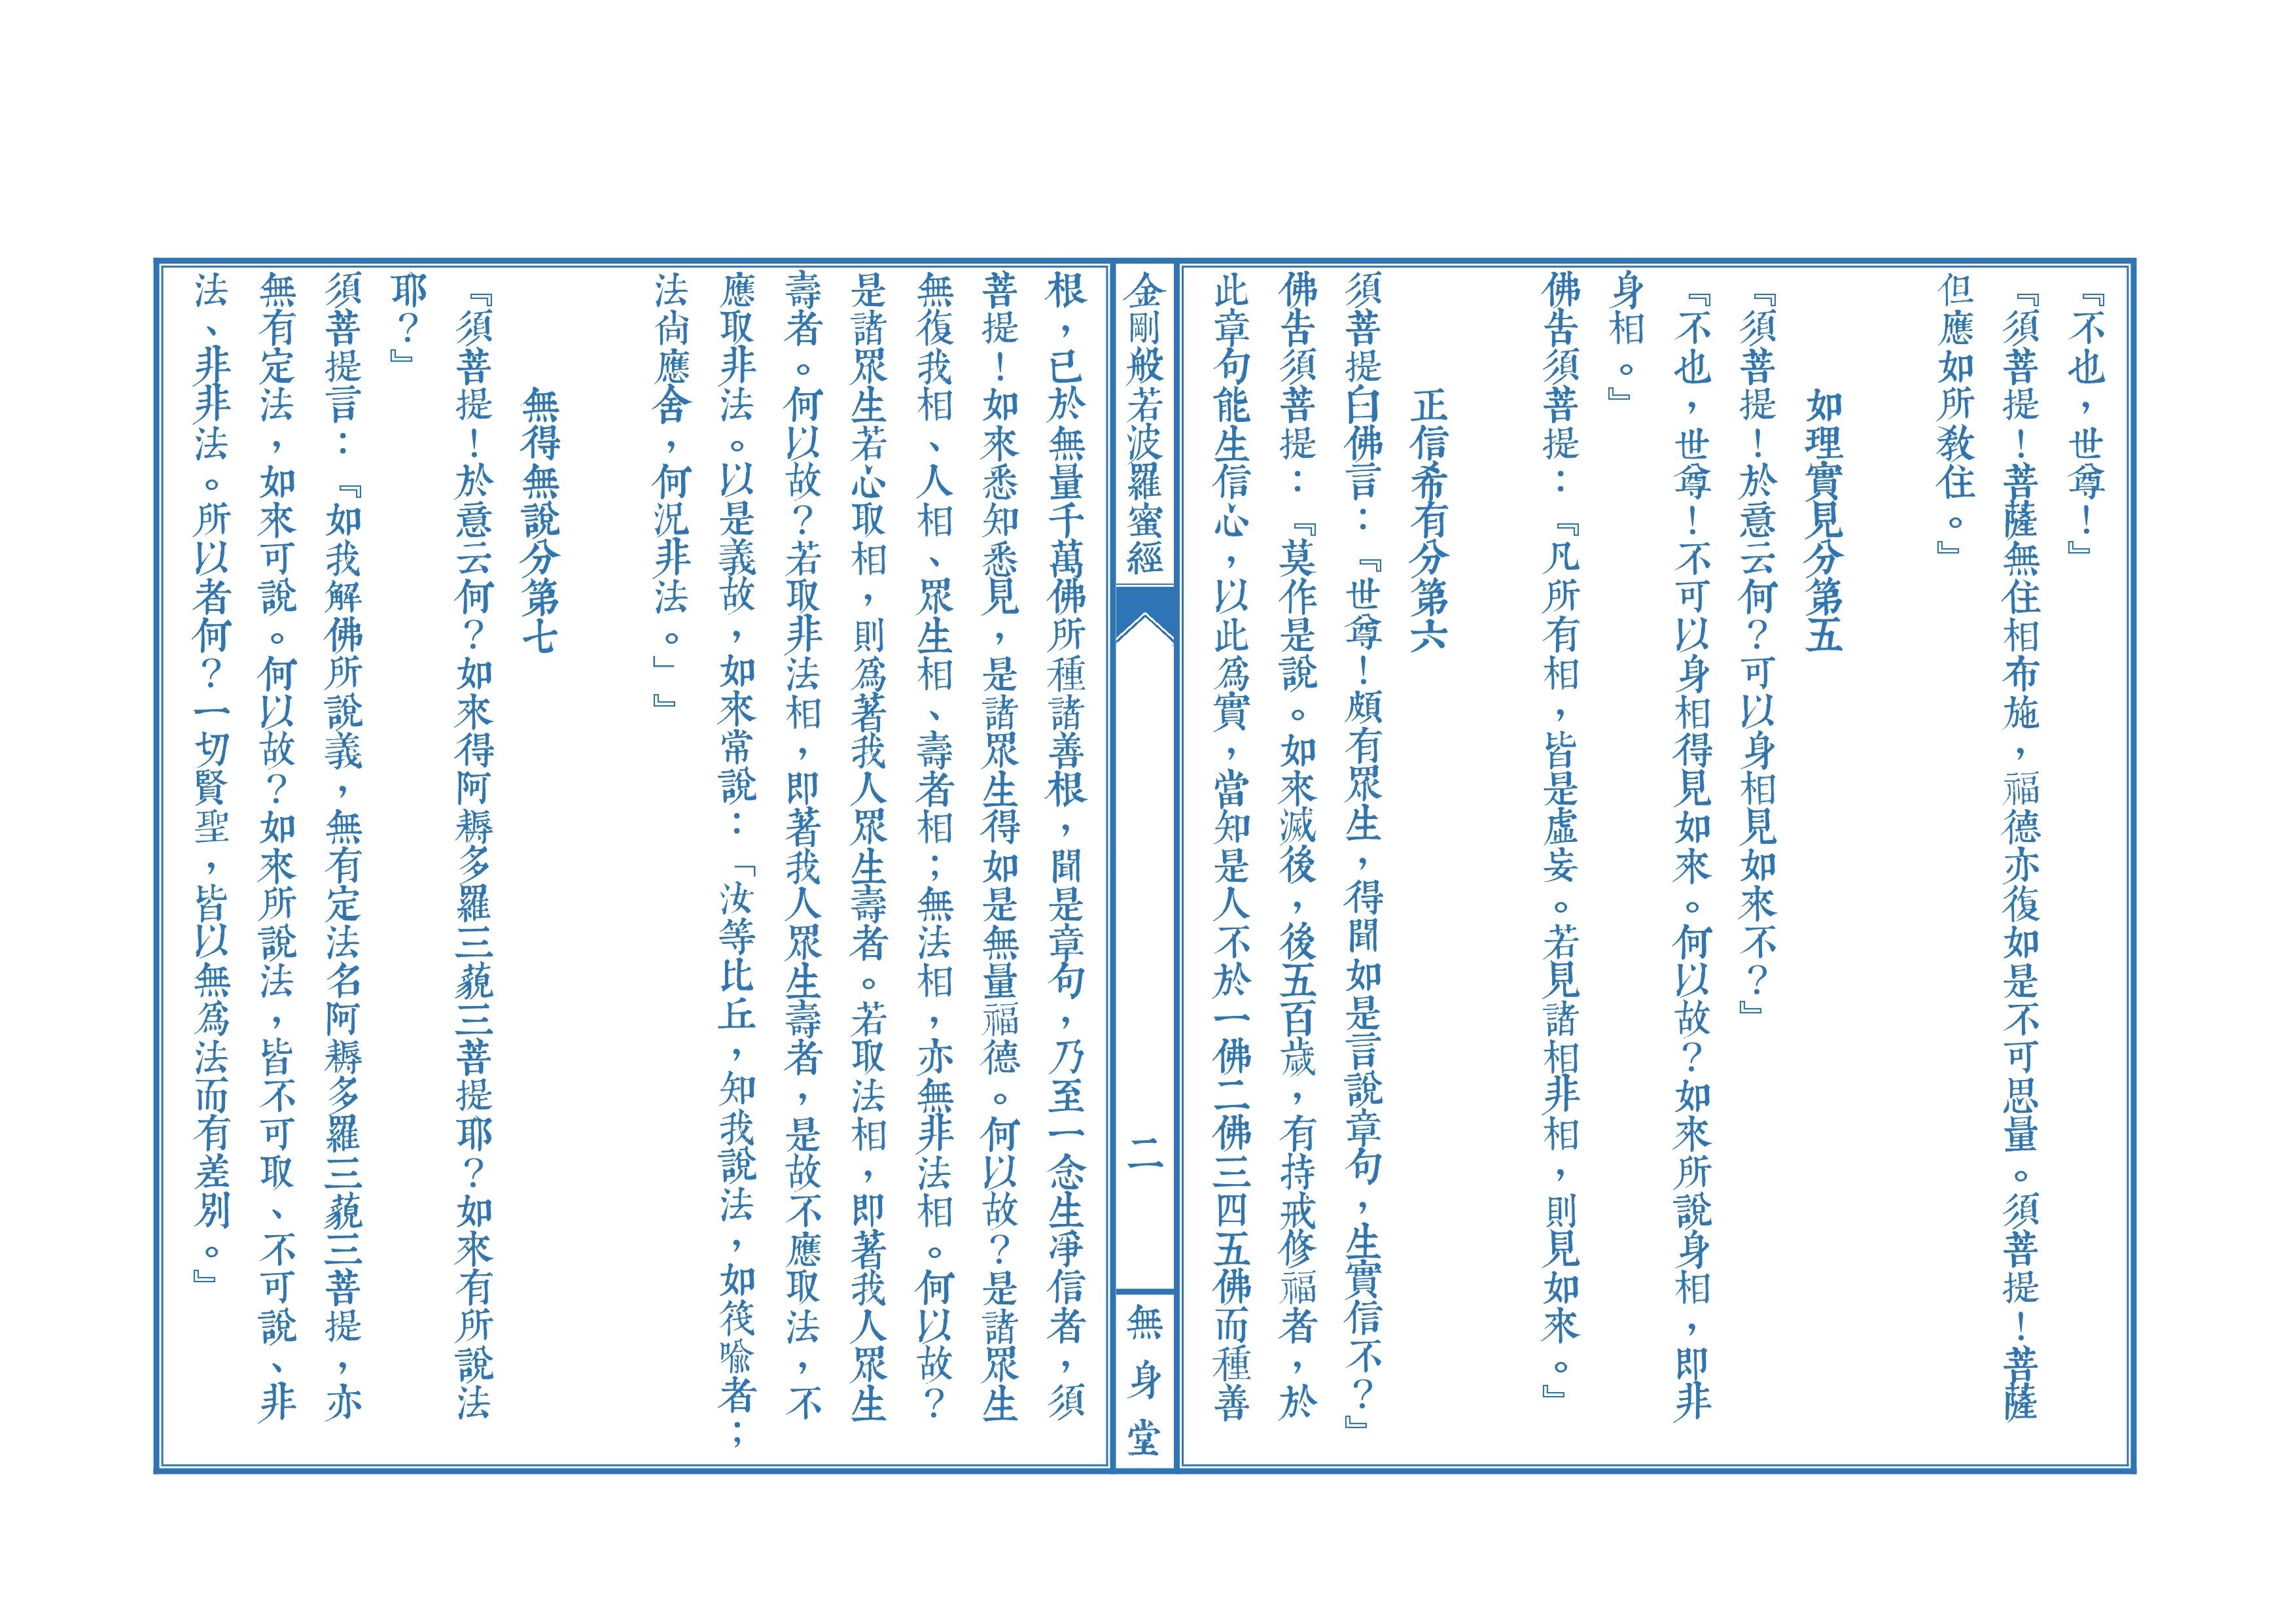 『不也，世尊！』
『須菩提！菩薩無住相布施，福德亦復如是不可思量。須菩提！菩薩
但應如所敎住。』
如理實見分第五
『須菩提！於意云何？可以身相見如來不？』
『不也，世尊！不可以身相得見如來。何以故？如來所說身相，即非
身相。』
佛告須菩提：『凡所有相，皆是虛妄。若見諸相非相，則見如來。』
正信希有分第六
須菩提白佛言：『世尊！頗有眾生，得聞如是言說章句，生實信不？』
佛告須菩提：『莫作是說。如來滅後，後五百歲，有持戒修福者，於
此章句能生信心，以此為實，當知是人不於一佛二佛三四五佛而種善
金剛般若波羅蜜經
二
無身堂
根，已於無量千萬佛所種諸善根，聞是章句，乃至一念生淨信者，須
菩提！如來悉知悉見，是諸眾生得如是無量福德。何以故？是諸眾生
無復我相、人相、眾生相、壽者相；無法相，亦無非法相。何以故？
是諸眾生若心取相，則為著我人眾生壽者。若取法相，即著我人眾生
壽者。何以故？若取非法相，即著我人眾生壽者，是故不應取法，不
應取非法。以是義故，如來常說：「汝等比丘，知我說法，如筏喻者；
法尚應舍，何況非法。」』
無得無說分第七
『須菩提！於意云何？如來得阿耨多羅三藐三菩提耶？如來有所說法
耶？』
須菩提言：『如我解佛所說義，無有定法名阿耨多羅三藐三菩提，亦
無有定法，如來可說。何以故？如來所說法，皆不可取、不可說、非
法、非非法。所以者何？一切賢聖，皆以無為法而有差別。』